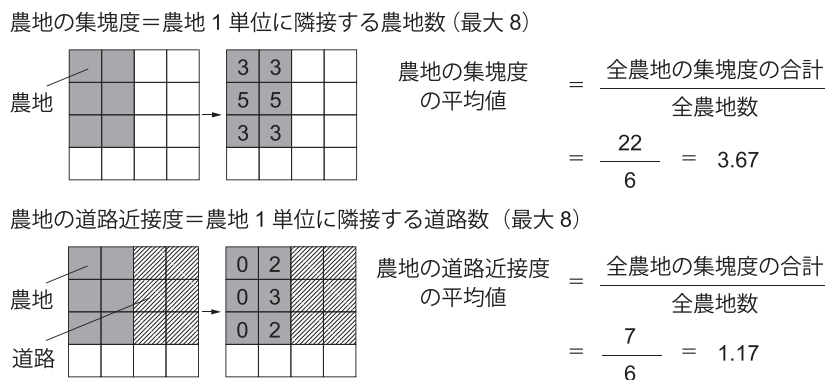 農地の集塊度＝農地 1 単位に隣接する農地数（最大 8）
農地
3 3
5 5
3 3
農地の集塊度
の平均値
＝ 全農地の集塊度の合計
全農地数
＝ 22
6
＝ 3.67
農地の道路近接度＝農地 1 単位に隣接する道路数（最大 8）
農地
道路
0 2
0 3
0 2
農地の道路近接度
の平均値
＝ 全農地の集塊度の合計
全農地数
＝ 7
6
＝ 1.17